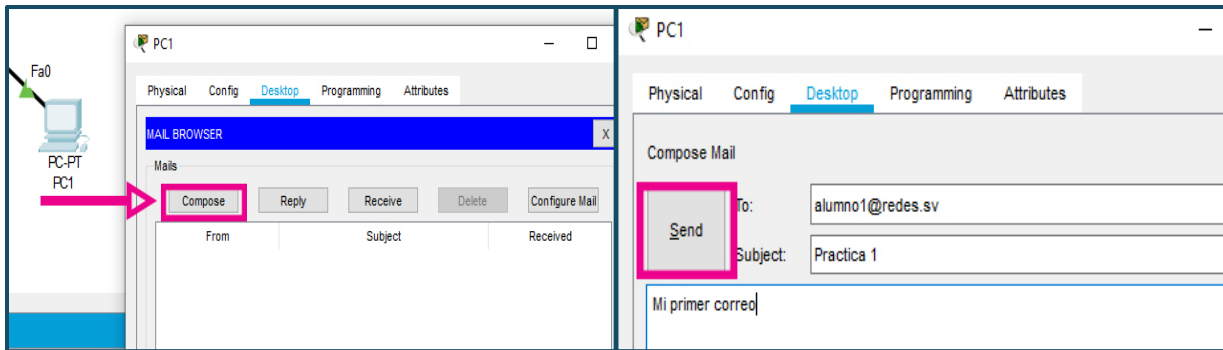 Fa0
PC-PT
PC1
PC1
Physical Config Desktop Programming Attributes
MAIL BROWSER X
Mails
Compose Reply Receive Delete Configure Mail
From Subject Received
PC1
Physical Config Desktop Programming Attributes
Compose Mail
Send
To: alumno1@redes.sv
Subject: Practica 1
Mi primer correo